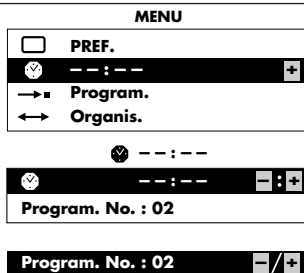 MENU
PREF.
--:-- +
Program.
Organis.
--:--
--:-- -:+
Program. No. : 02
Program. No. : 02 -/+